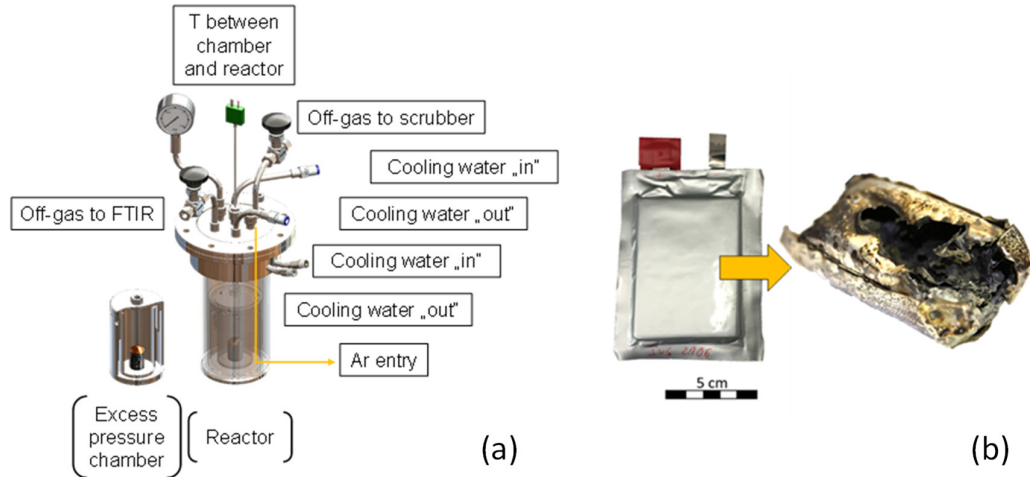 T between
chamber
and reactor
Off-gas to scrubber
Cooling water „in"
Off-gas to FTIR
Cooling water „out"
Cooling water „in"
Cooling water „out"
Ar entry
Excess
pressure
chamber
Reactor
(a)
5 cm
(b)